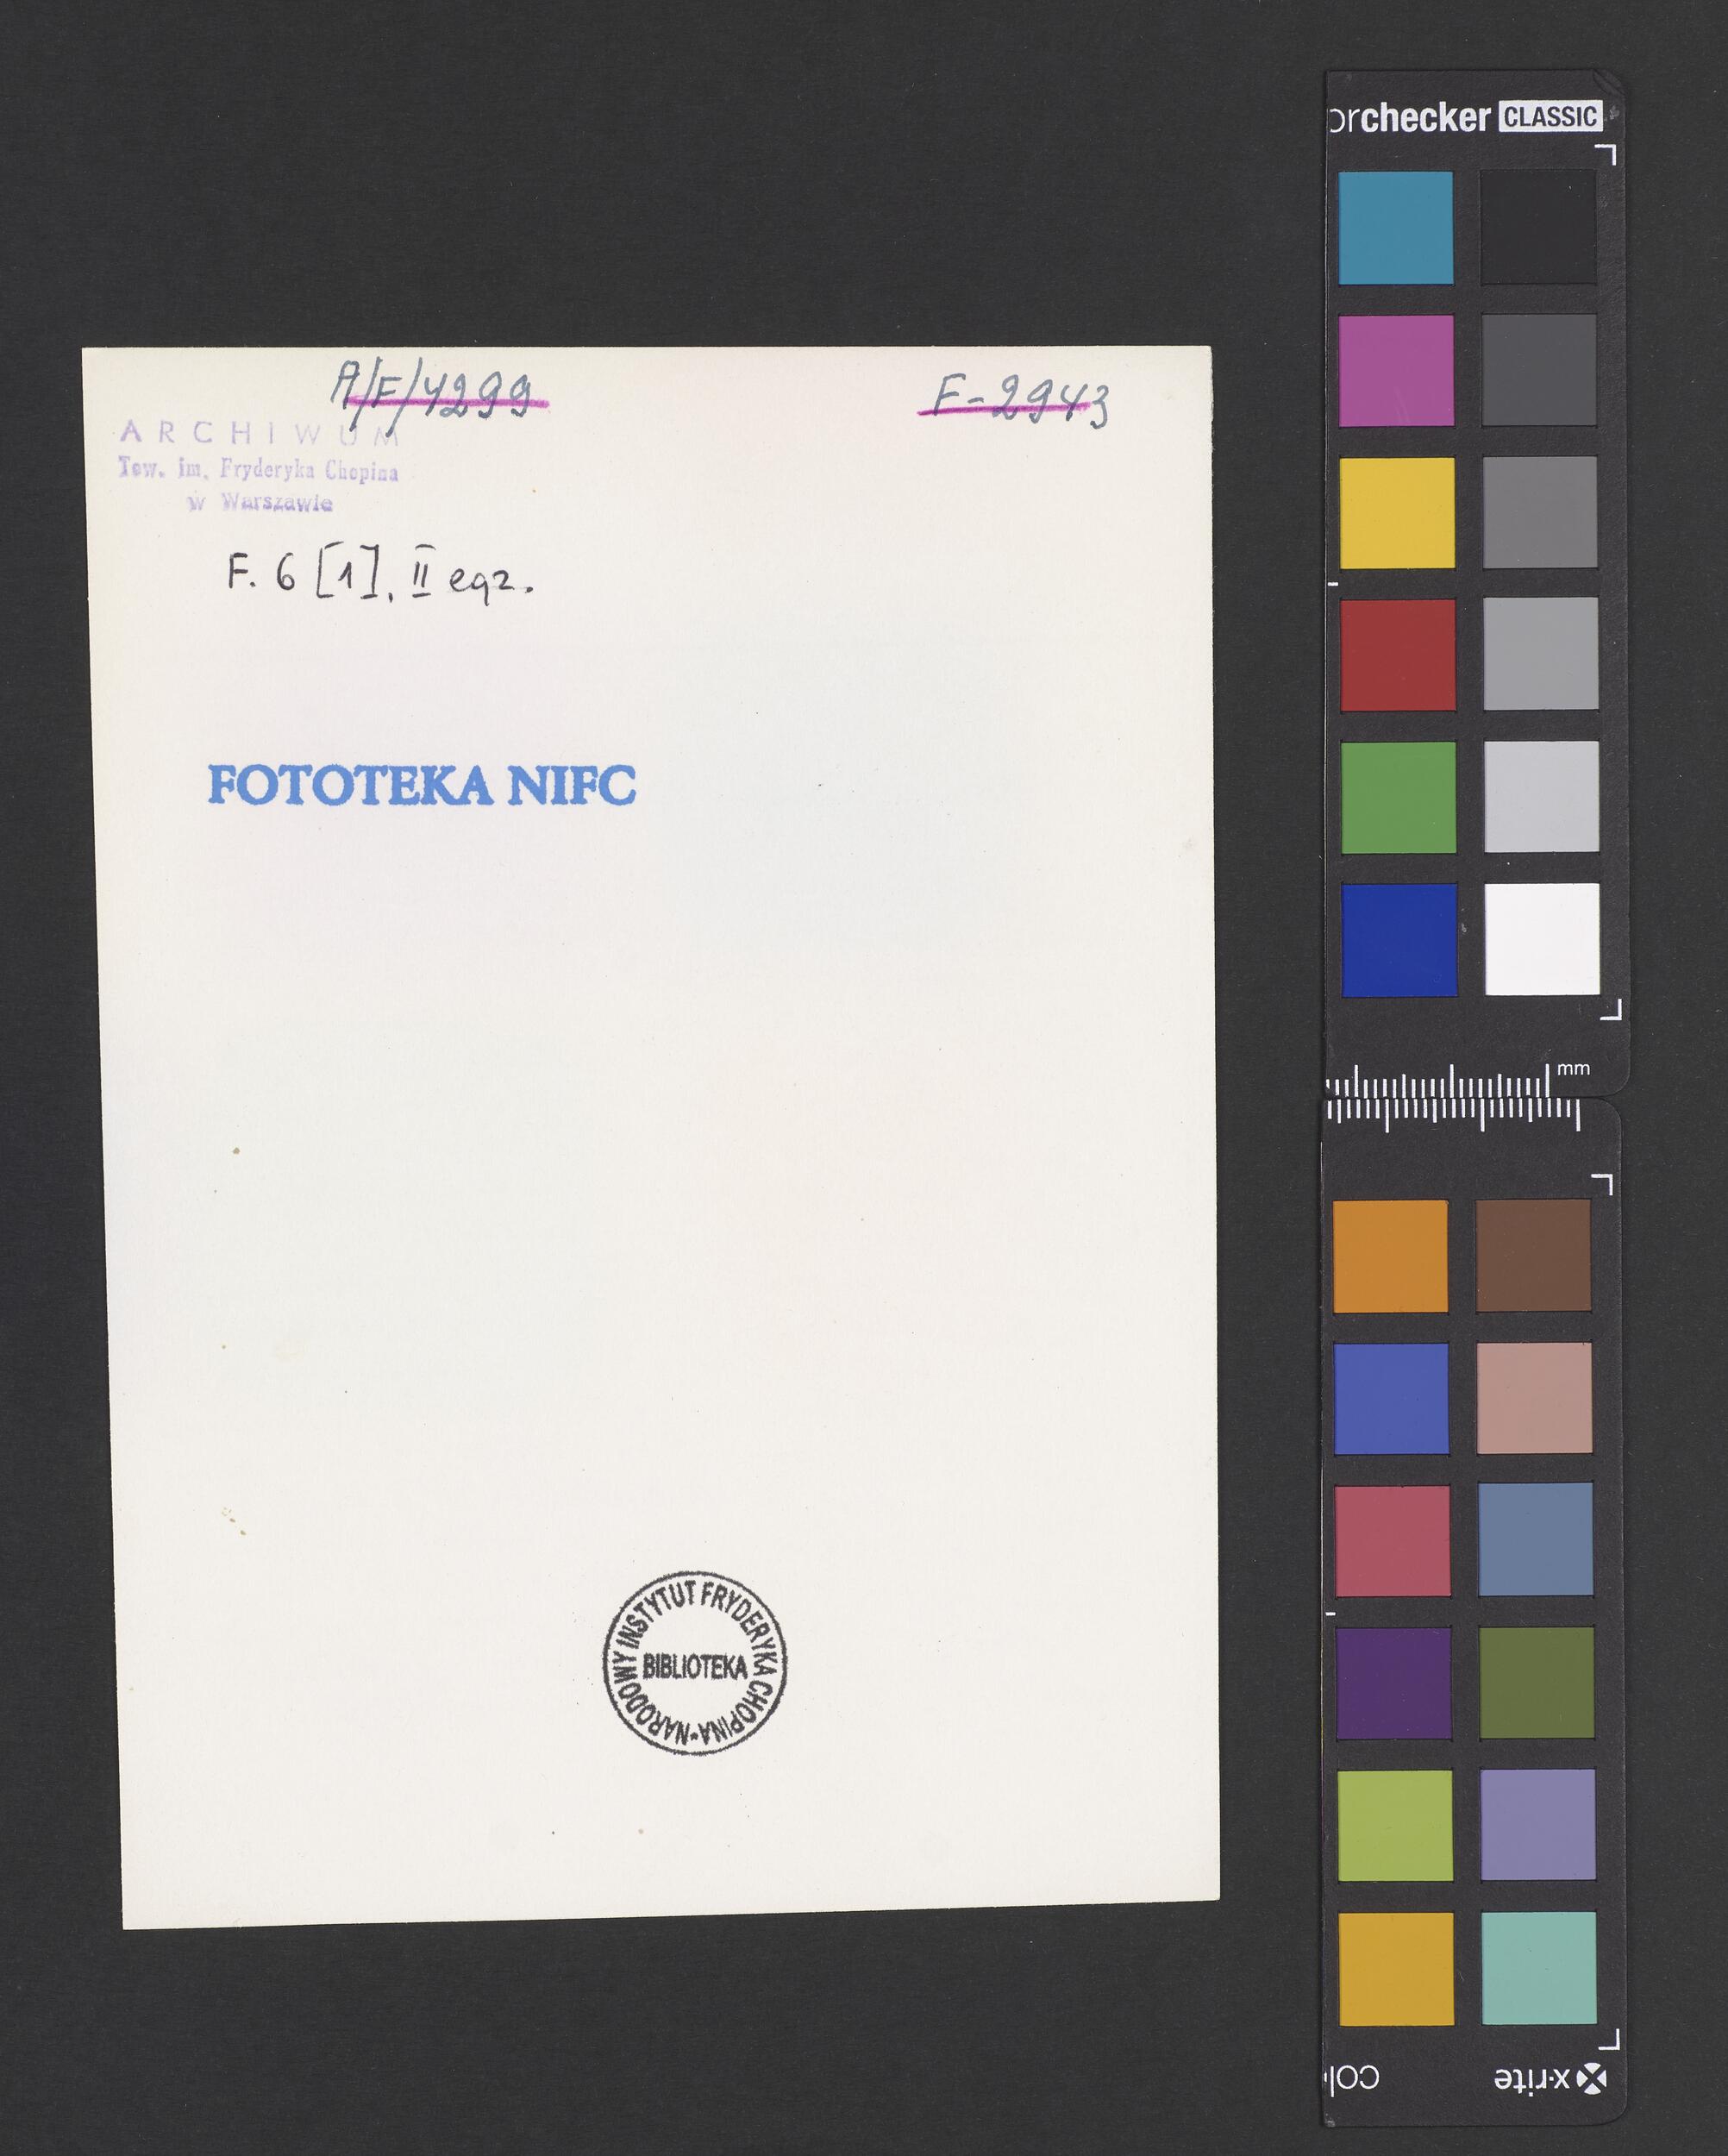 A/F/4299
F-2943
ARCHIWUM
Tow. im. Fryderyka Chopina
w Warszawie
F. 6 [1], II egz.
FOTOTEKA NIFC
NARODOWY INSTYTUT FRYDERYKA CHOPINA
BIBLIOTEKA
orchecker CLASSIC
mm
col
x-rite